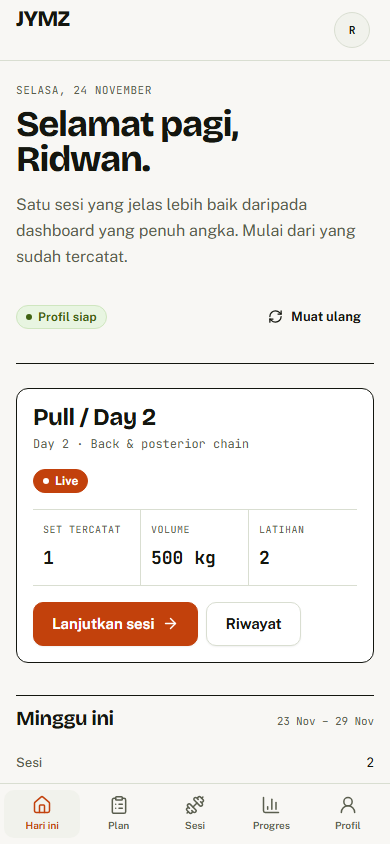 JYMZ
R
SELASA, 24 NOVEMBER
Selamat pagi,
Ridwan.
Satu sesi yang jelas lebih baik daripada
dashboard yang penuh angka. Mulai dari yang
sudah tercatat.
Profil siap
Muat ulang
Pull / Day 2
Day 2 · Back & posterior chain
Live
SET TERCATAT
VOLUME
LATIHAN
1
500 kg
2
Lanjutkan sesi →
Riwayat
Minggu ini
23 Nov – 29 Nov
Sesi
2
Hari ini
Plan
Sesi
Progres
Profil